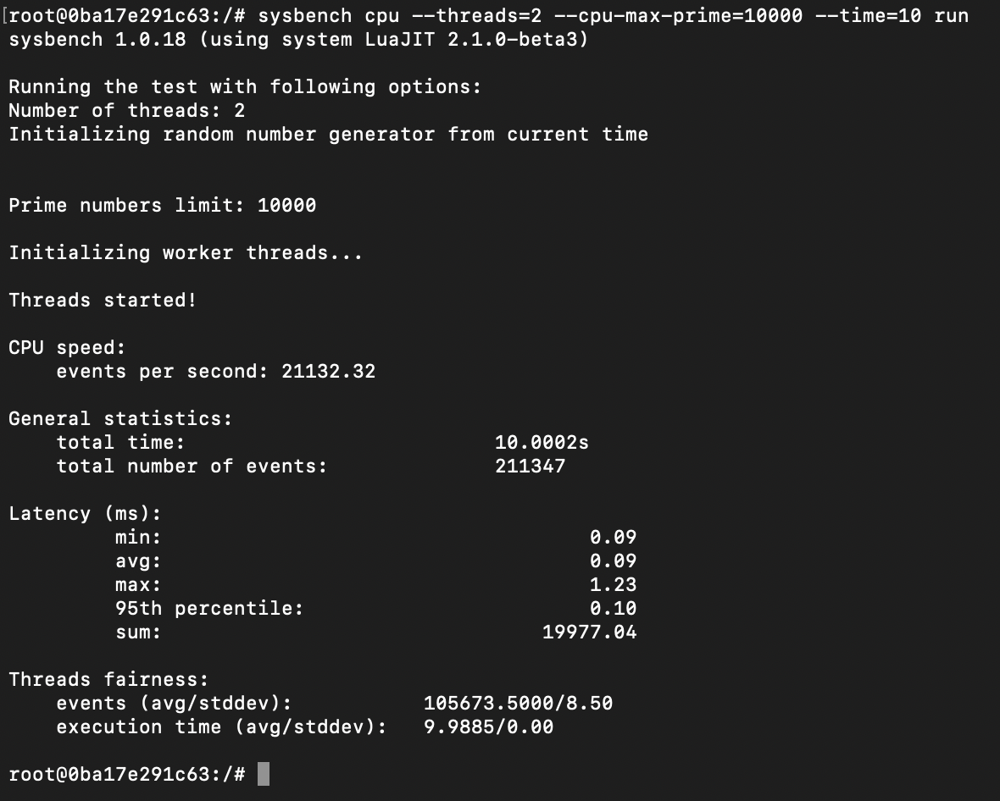 [root@0ba17e291c63:/# sysbench cpu --threads=2 --cpu-max-prime=10000 --time=10 run
sysbench 1.0.18 (using system LuaJIT 2.1.0-beta3)

Running the test with following options:
Number of threads: 2
Initializing random number generator from current time


Prime numbers limit: 10000

Initializing worker threads...

Threads started!

CPU speed:
    events per second: 21132.32

General statistics:
    total time:                          10.0002s
    total number of events:              211347

Latency (ms):
         min:                                    0.09
         avg:                                    0.09
         max:                                    1.23
         95th percentile:                        0.10
         sum:                                19977.04

Threads fairness:
    events (avg/stddev):           105673.5000/8.50
    execution time (avg/stddev):   9.9885/0.00

root@0ba17e291c63:/#